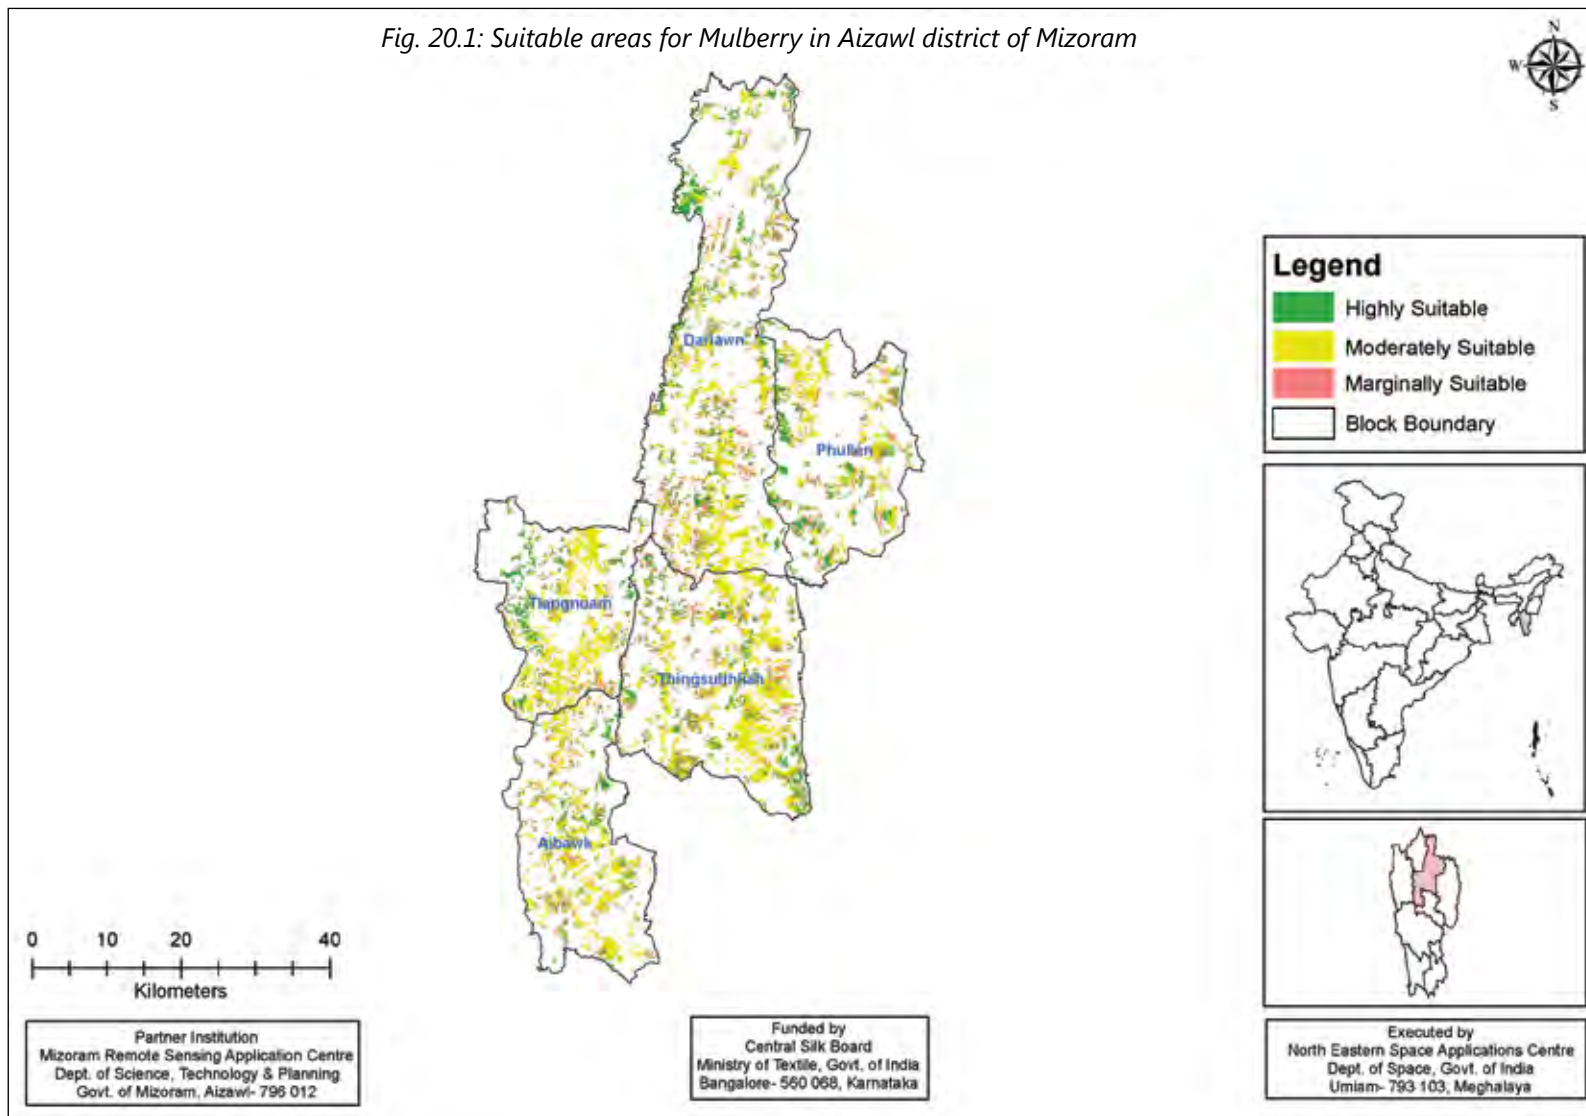 Fig. 20.1: Suitable areas for Mulberry in Aizawl district of Mizoram
N
W
S
Legend
Highly Suitable
Moderately Suitable
Marginally Suitable
Block Boundary
Darlawn
Phullen
Tlangnuam
Thingsulthliah
Aibawk
0 10 20 40
Kilometers
Partner Institution
Mizoram Remote Sensing Application Centre
Dept. of Science, Technology & Planning
Govt. of Mizoram, Aizawl- 796 012
Funded by
Central Silk Board
Ministry of Textile, Govt. of India
Bangalore- 560 068, Karnataka
Executed by
North Eastern Space Applications Centre
Dept. of Space, Govt. of India
Umiam- 793 103, Meghalaya